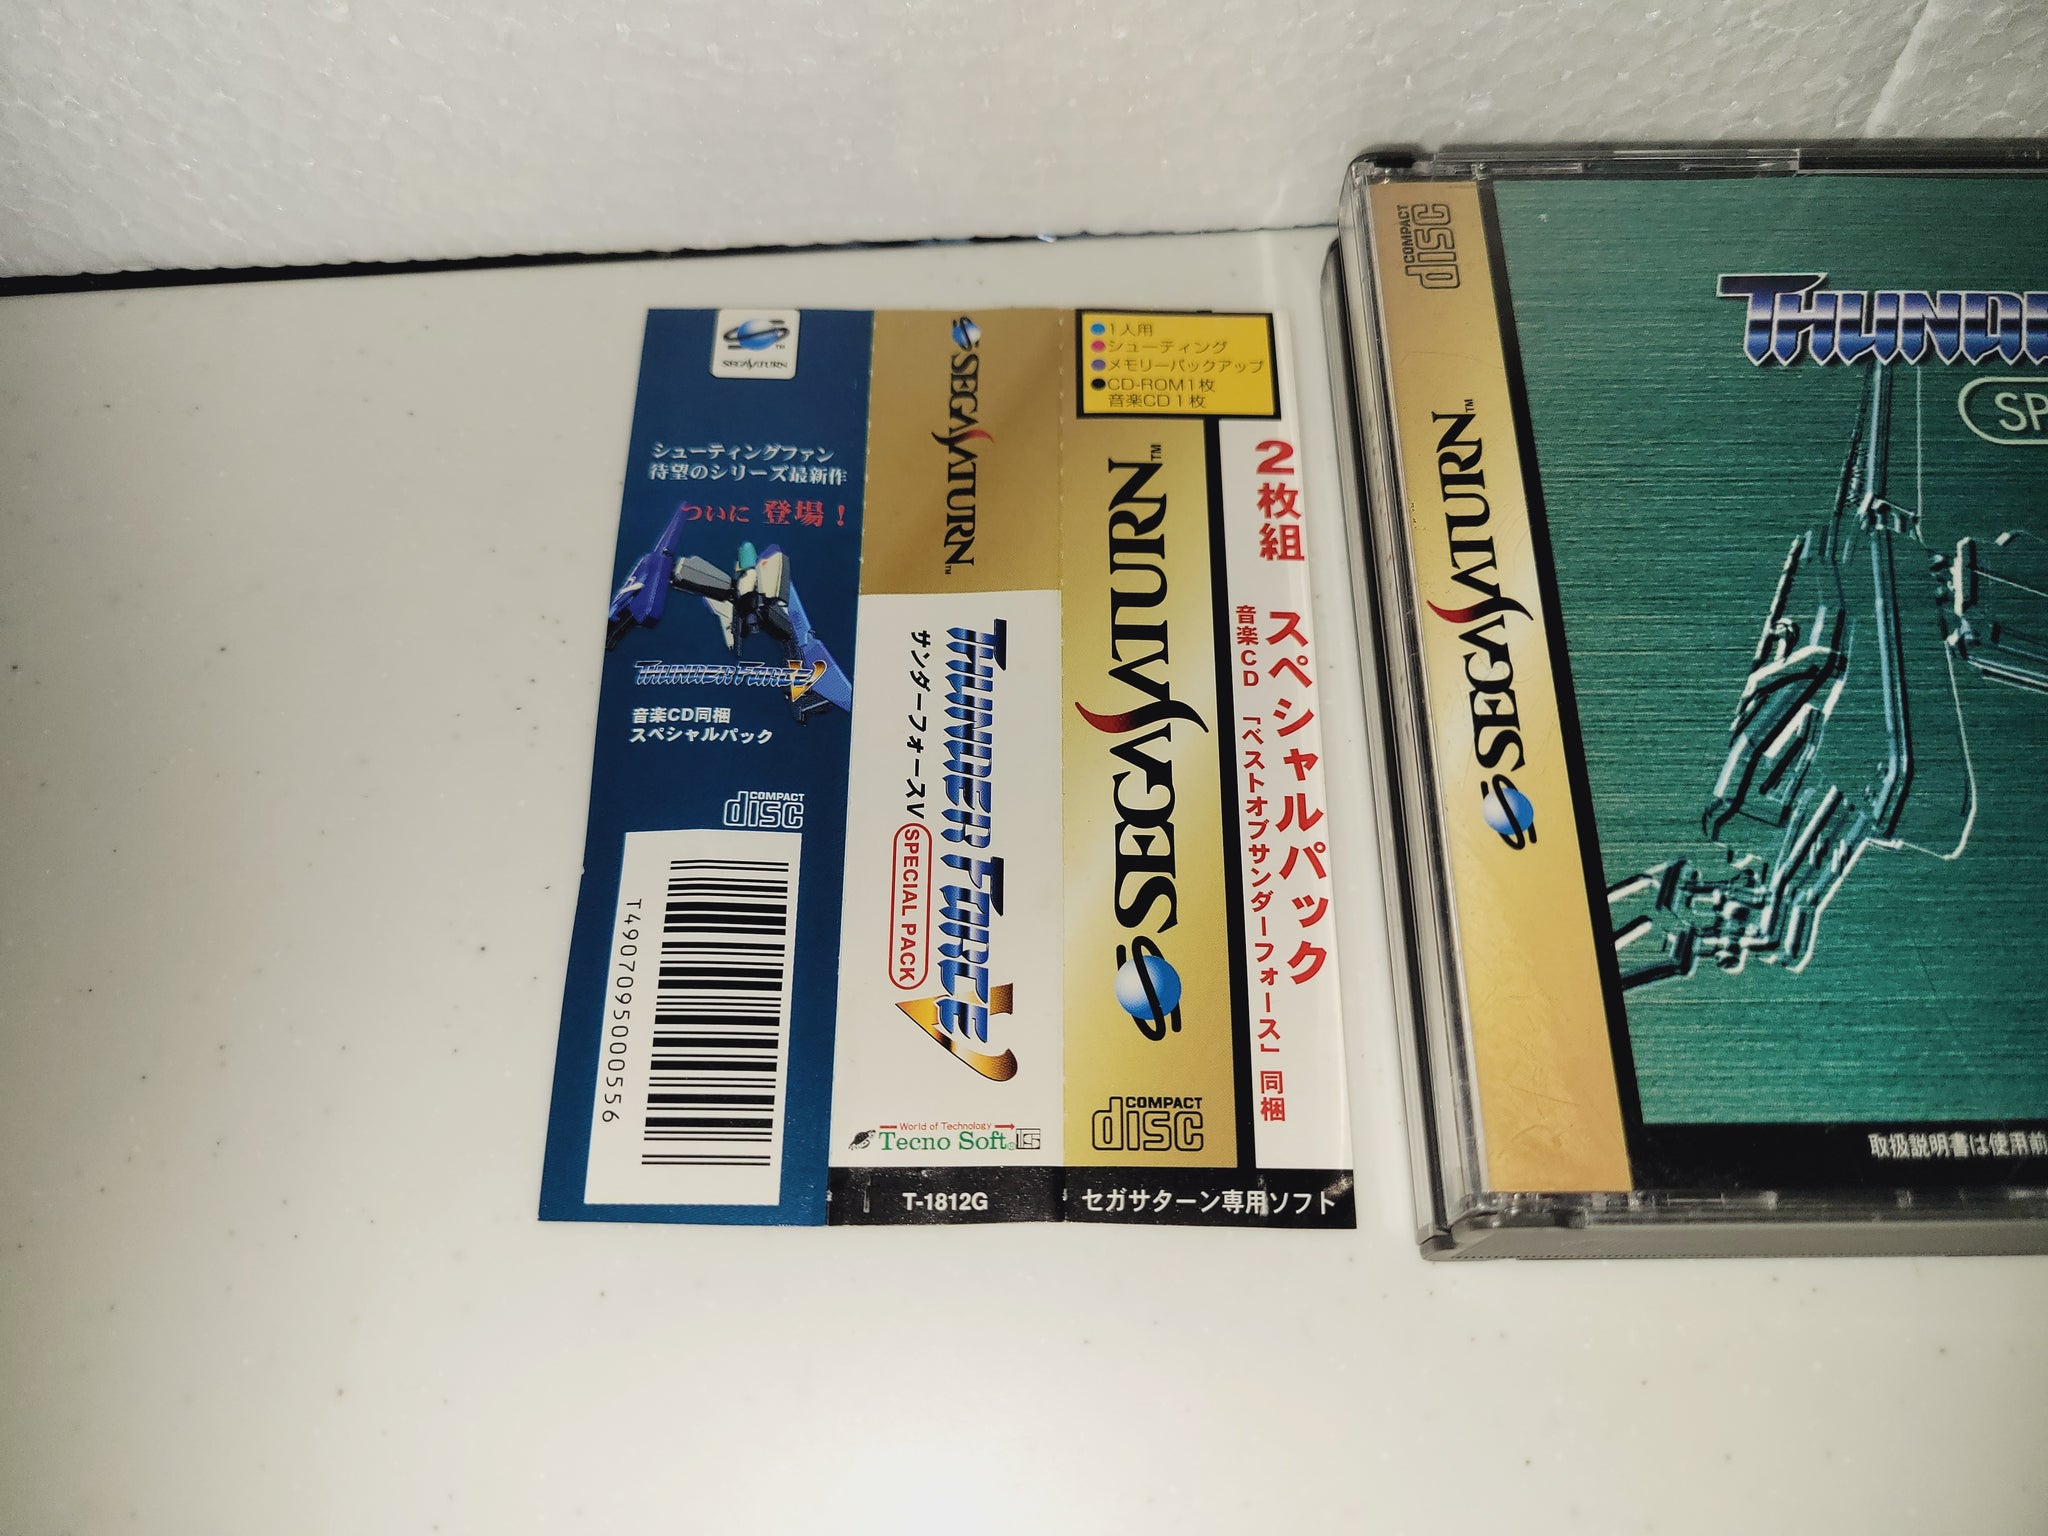 SEGA SATURN
シューティングファン
待望のシリーズ最新作
ついに 登場！
THUNDER FORCE V
音楽CD同梱
スペシャルパック
COMPACT
disc
T4907095000556
SEGA SATURN™
THUNDER FORCE V
サンダーフォースV
SPECIAL PACK
World of Technology
Tecno Soft
T-1812G
●1人用
●シューティング
●メモリーバックアップ
●CD-ROM1枚
音楽CD1枚
SEGA SATURN™
COMPACT
disc
2枚組 スペシャルパック
音楽CD「ベストオブサンダーフォース」同梱
セガサターン専用ソフト
COMPACT
disc
SEGA SATURN™
THUNDE
SP
取扱説明書は使用前